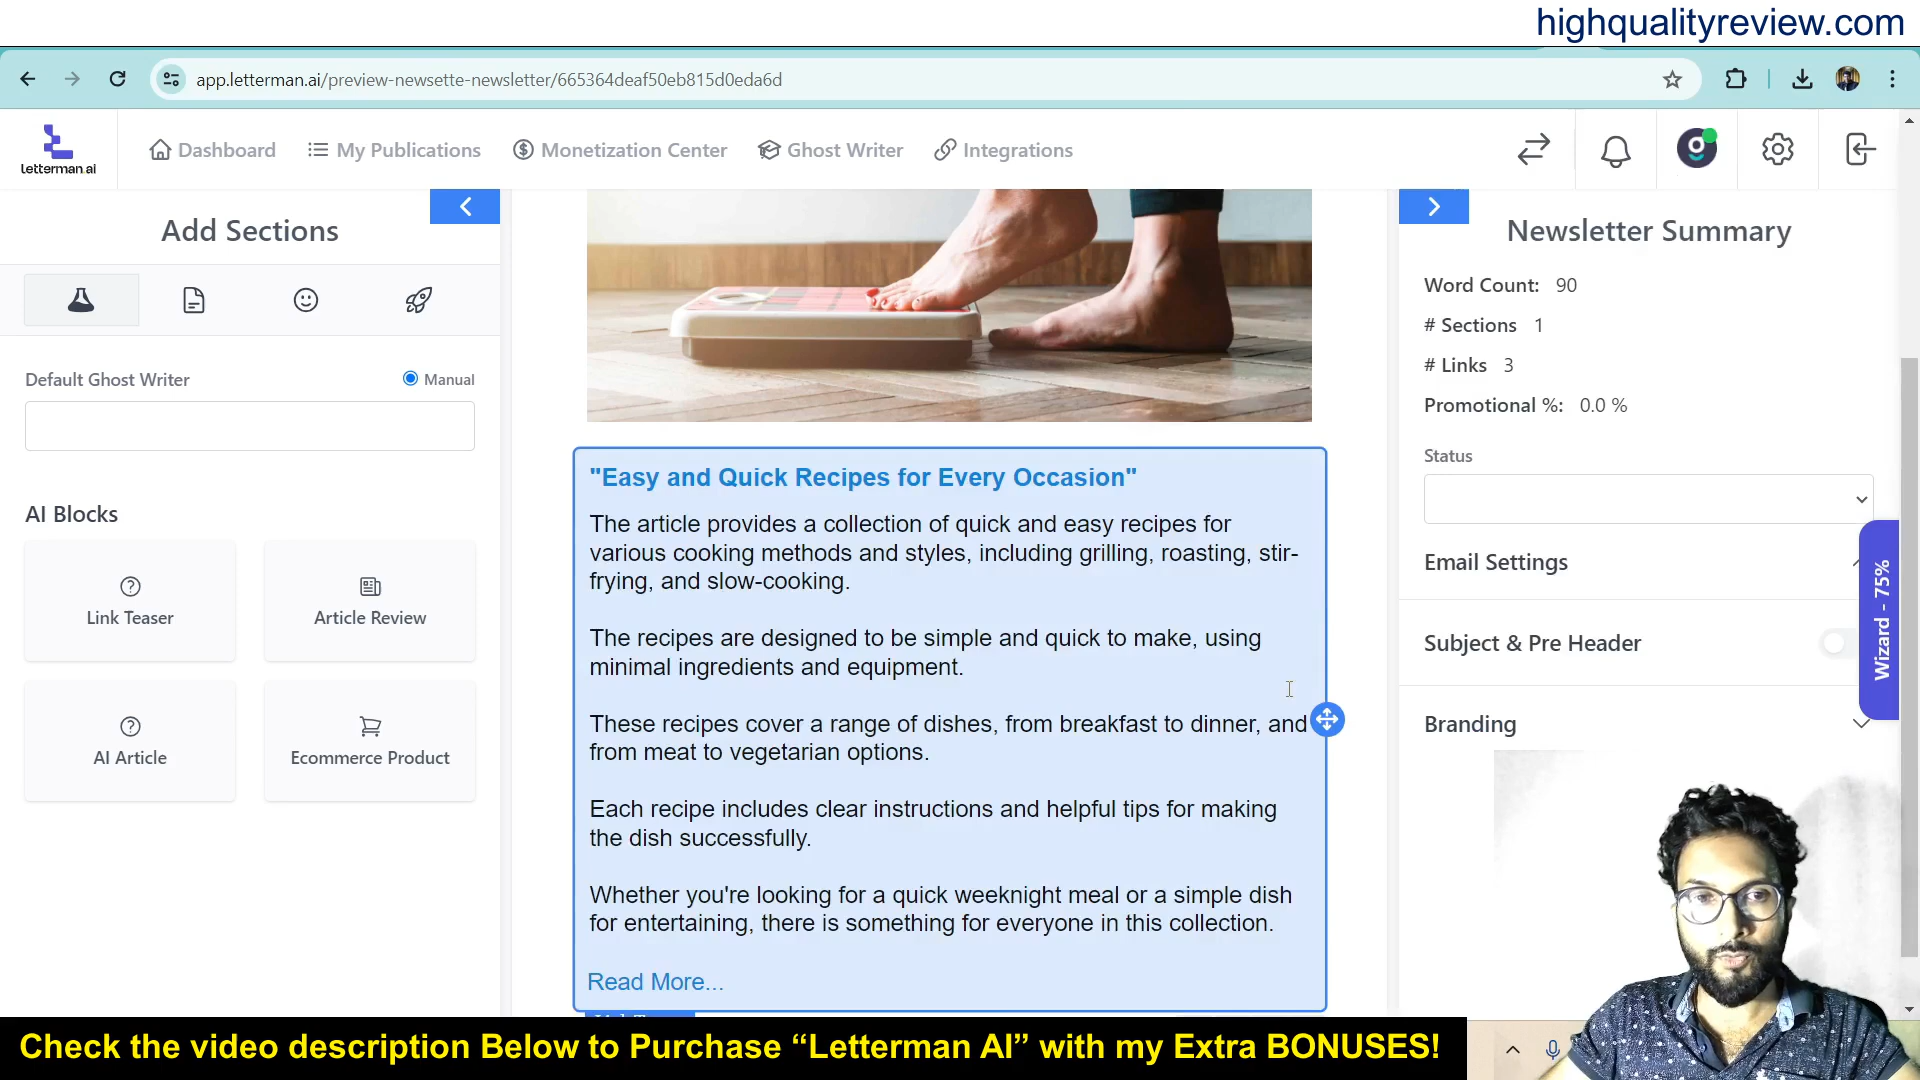 highqualityreview.com
app.letterman.ai/preview-newsette-newsletter/665364deaf50eb815d0eda6d
letterman.ai
Dashboard
My Publications
Monetization Center
Ghost Writer
Integrations
Add Sections
Default Ghost Writer
Manual
AI Blocks
Link Teaser
Article Review
AI Article
Ecommerce Product
"Easy and Quick Recipes for Every Occasion"
The article provides a collection of quick and easy recipes for
various cooking methods and styles, including grilling, roasting, stir-
frying, and slow-cooking.
The recipes are designed to be simple and quick to make, using
minimal ingredients and equipment.
These recipes cover a range of dishes, from breakfast to dinner, and
from meat to vegetarian options.
Each recipe includes clear instructions and helpful tips for making
the dish successfully.
Whether you're looking for a quick weeknight meal or a simple dish
for entertaining, there is something for everyone in this collection.
Read More...
Newsletter Summary
Word Count: 90
# Sections 1
# Links 3
Promotional %: 0.0 %
Status
Email Settings
Subject & Pre Header
Branding
Wizard - 75%
Check the video description Below to Purchase “Letterman AI” with my Extra BONUSES!